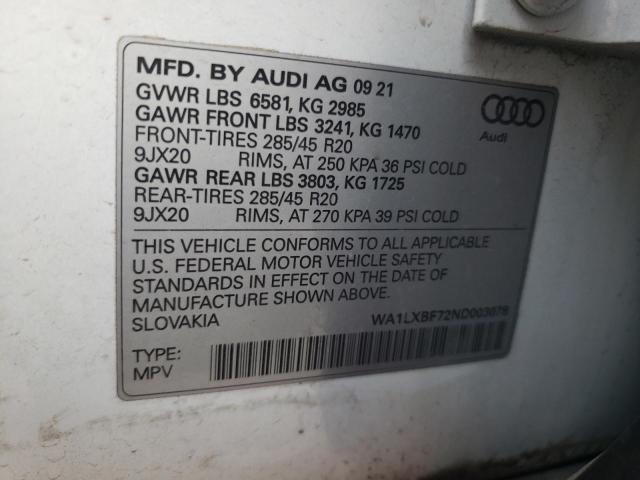 MFD. BY AUDI AG 09 21
GVWR LBS 6581, KG 2985
GAWR FRONT LBS 3241, KG 1470
FRONT-TIRES 285/45 R20
9JX20 RIMS, AT 250 KPA 36 PSI COLD
GAWR REAR LBS 3803, KG 1725
REAR-TIRES 285/45 R20
9JX20 RIMS, AT 270 KPA 39 PSI COLD
Audi
THIS VEHICLE CONFORMS TO ALL APPLICABLE
U.S. FEDERAL MOTOR VEHICLE SAFETY
STANDARDS IN EFFECT ON THE DATE OF
MANUFACTURE SHOWN ABOVE.
SLOVAKIA
WA1LXBF72ND003078
TYPE:
MPV